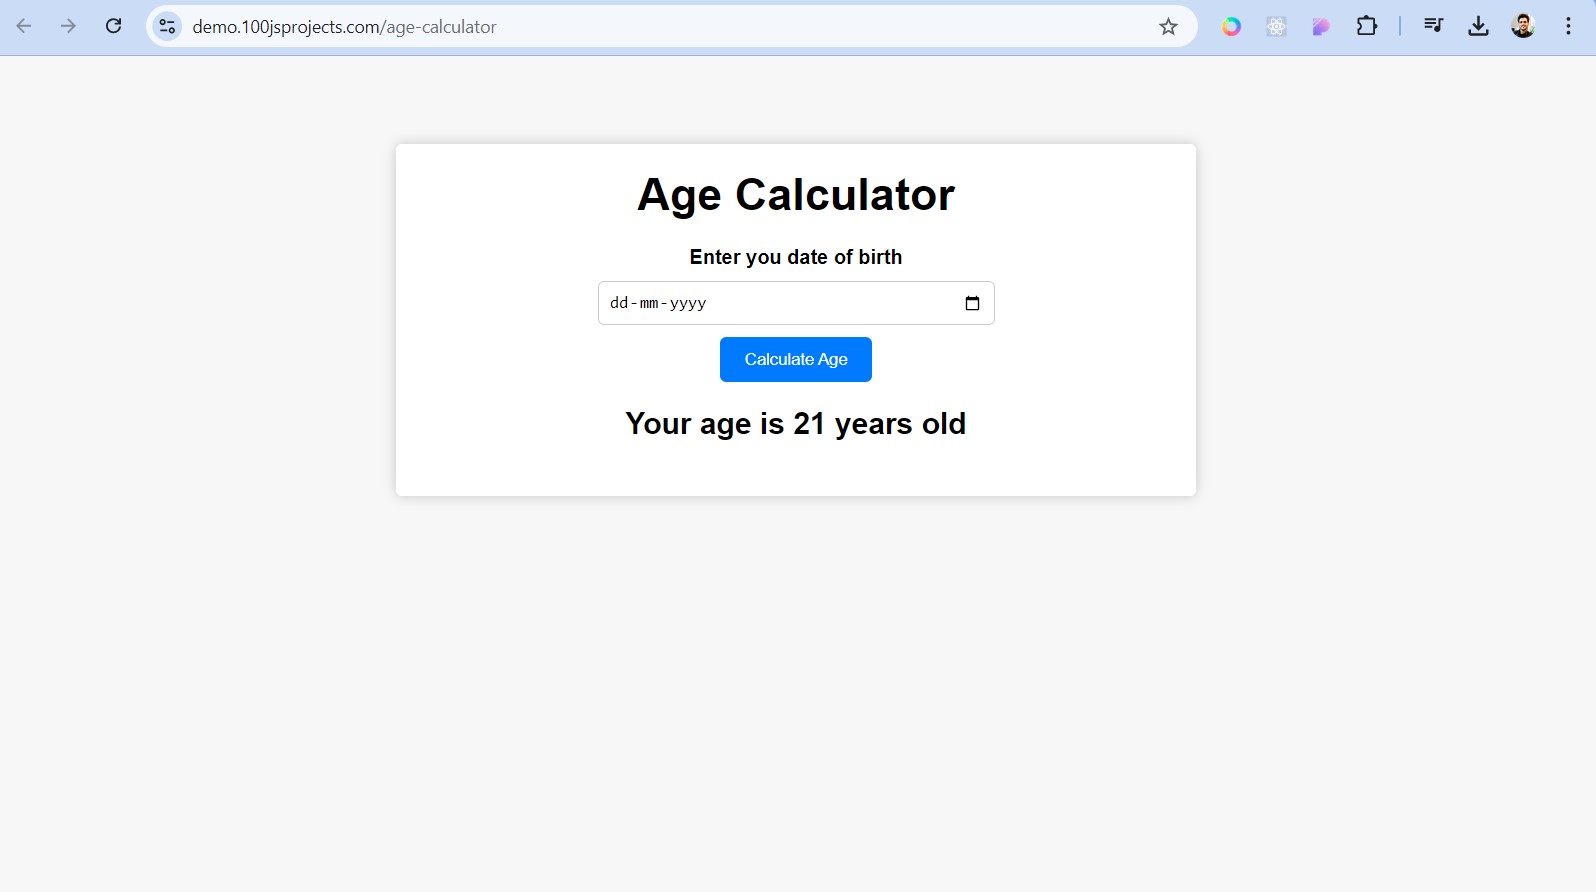 demo.100jsprojects.com/age-calculator
Age Calculator
Enter you date of birth
dd-mm-yyyy
Calculate Age
Your age is 21 years old